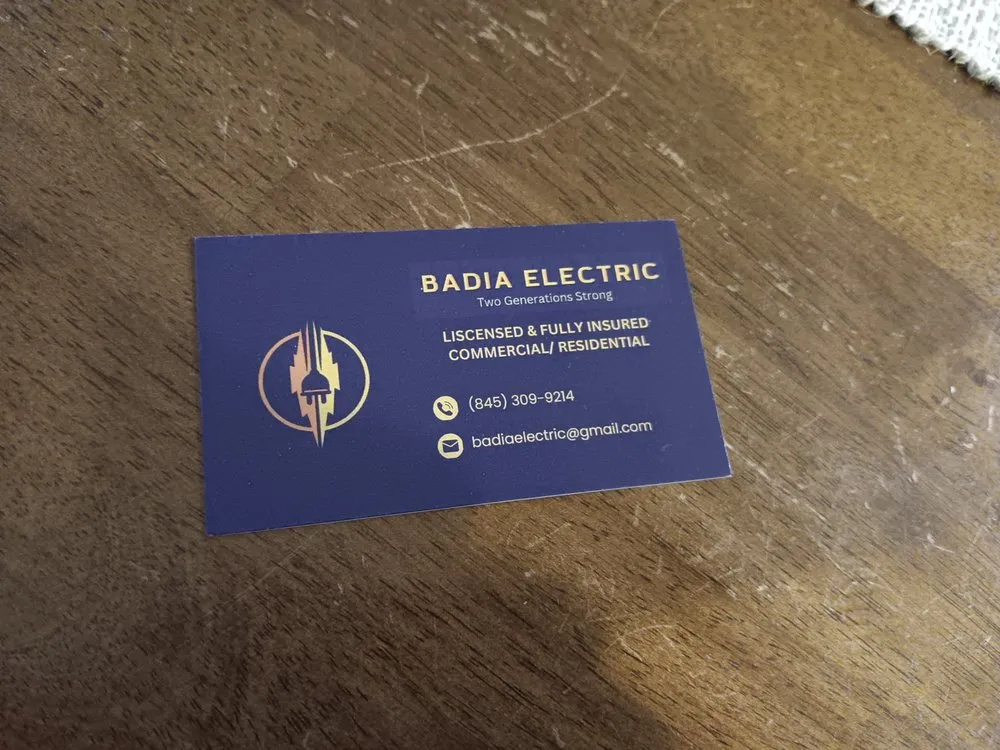 BADIA ELECTRIC
Two Generations Strong
LISCENSED & FULLY INSURED
COMMERCIAL/ RESIDENTIAL
(845) 309-9214
badiaelectric@gmail.com